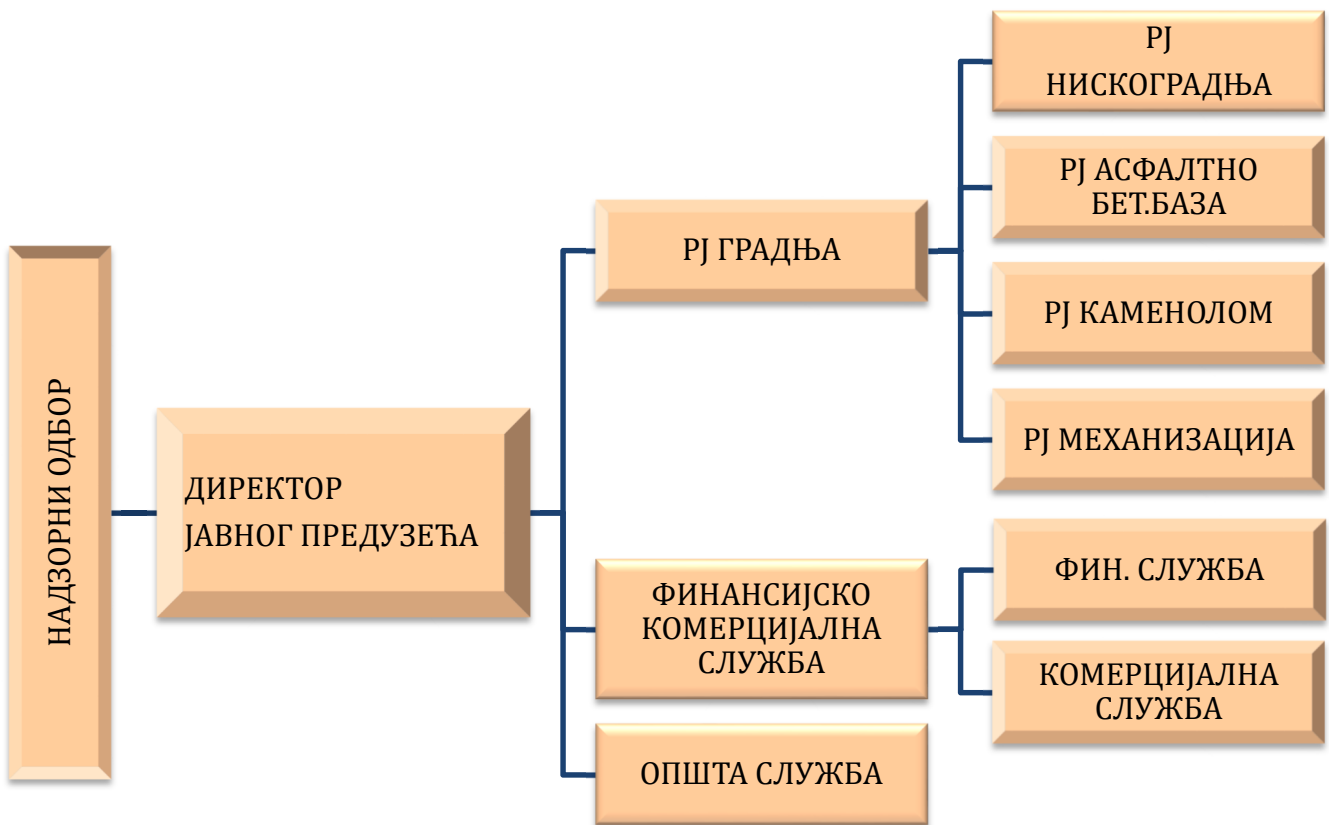 НАДЗОРНИ ОДБОР
ДИРЕКТОР
ЈАВНОГ ПРЕДУЗЕЋА
РЈ ГРАДЊА
РЈ
НИСКОГРАДЊА
РЈ АСФАЛТНО
БЕТ.БАЗА
РЈ КАМЕНОЛОМ
РЈ МЕХАНИЗАЦИЈА
ФИНАНСИЈСКО
КОМЕРЦИЈАЛНА
СЛУЖБА
ФИН. СЛУЖБА
КОМЕРЦИЈАЛНА
СЛУЖБА
ОПШТА СЛУЖБА